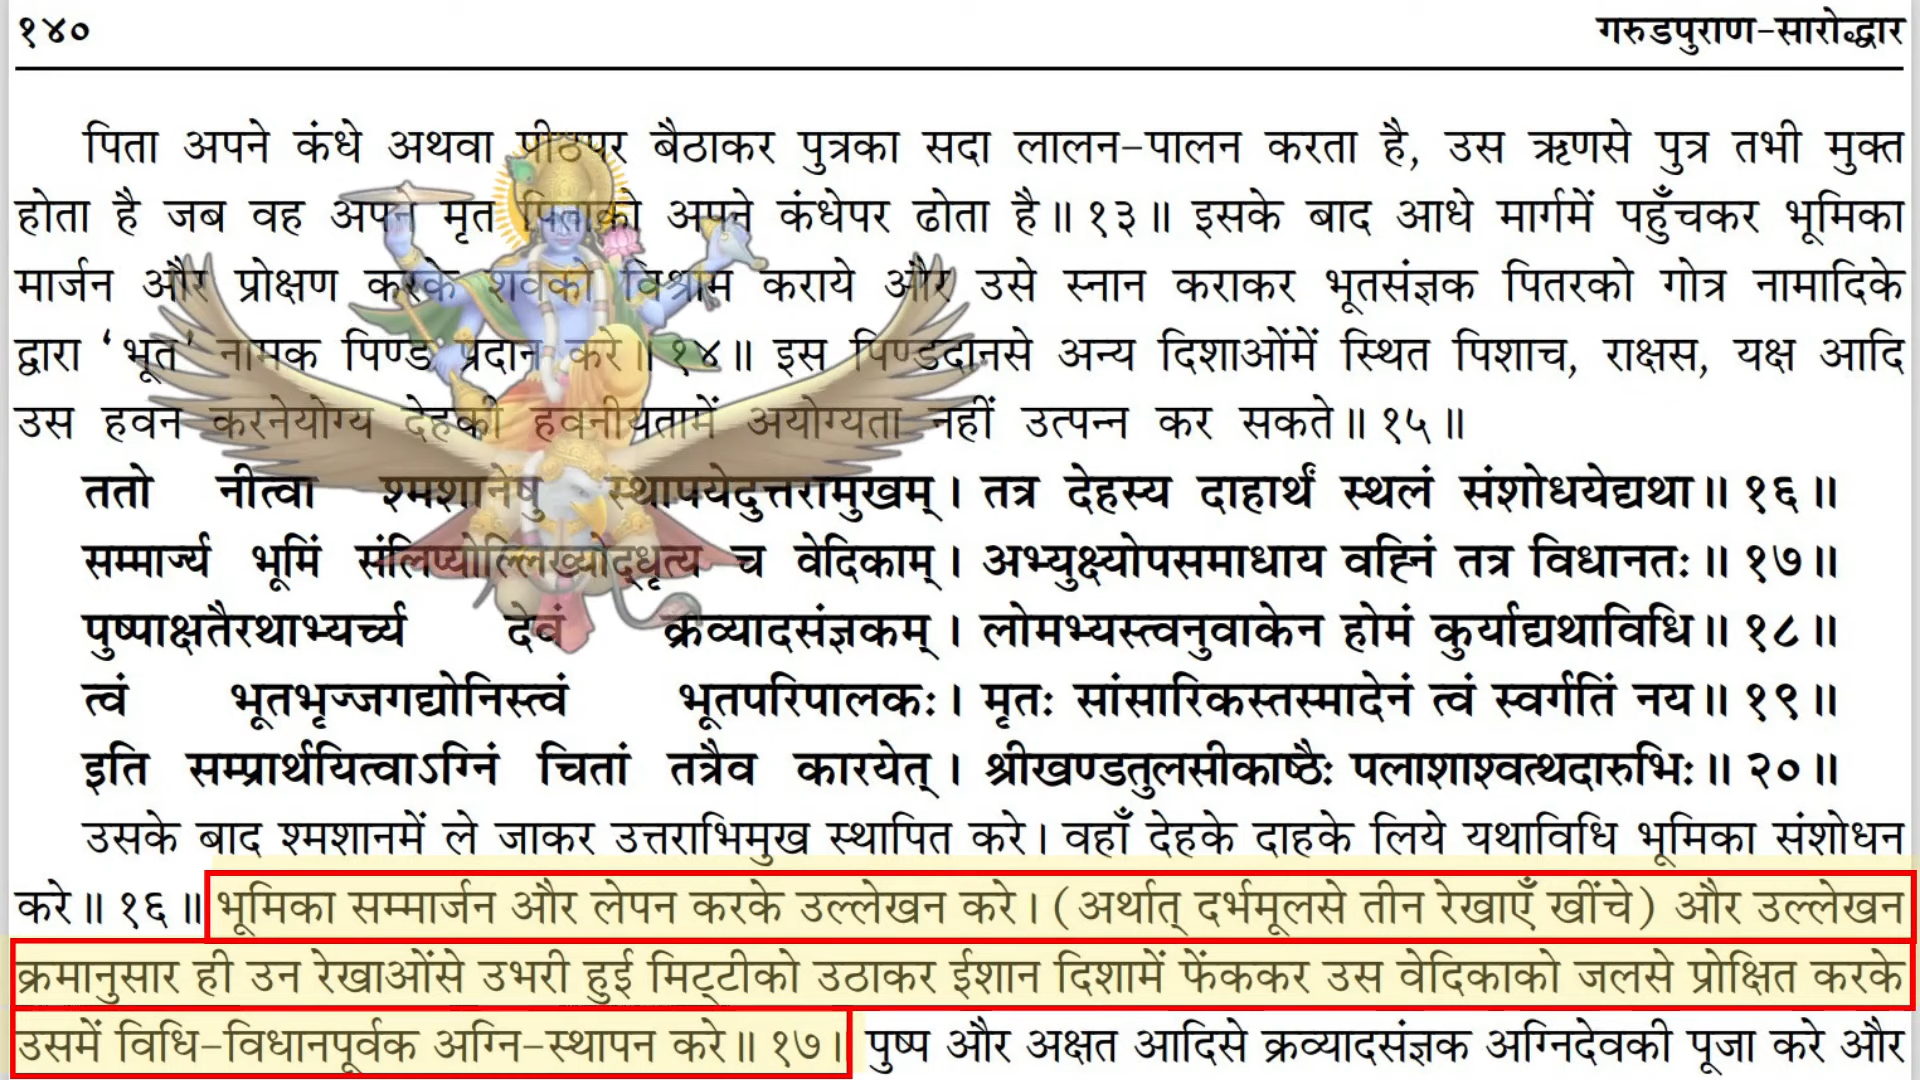 १४०
गरुडपुराण-सारोद्धार
पिता अपने कंधे अथवा पीठपर बैठाकर पुत्रका सदा लालन-पालन करता है, उस ऋणसे पुत्र तभी मुक्त
होता है जब वह अपने मृत पिताको अपने कंधेपर ढोता है॥ १३॥ इसके बाद आधे मार्गमें पहुँचकर भूमिका
मार्जन और प्रोक्षण करके शवको विश्राम कराये और उसे स्नान कराकर भूतसंज्ञक पितरको गोत्र नामादिके
द्वारा ‘भूत’ नामक पिण्ड प्रदान करे॥ १४॥ इस पिण्डदानसे अन्य दिशाओंमें स्थित पिशाच, राक्षस, यक्ष आदि
उस हवन करनेयोग्य देहकी हवनीयतामें अयोग्यता नहीं उत्पन्न कर सकते॥ १५॥
ततो नीत्वा श्मशानेषु स्थापयेदुत्तरामुखम्। तत्र देहस्य दाहार्थं स्थलं संशोधयेद्यथा॥ १६॥
सम्मार्ज्य भूमिं संलिप्योल्लिख्योद्धृत्य च वेदिकाम्। अभ्युक्ष्योपसमाधाय वह्निं तत्र विधानतः॥ १७॥
पुष्पाक्षतैरथाभ्यर्च्य देवं क्रव्यादसंज्ञकम्। लोमभ्यस्त्वनुवाकेन होमं कुर्याद्यथाविधि॥ १८॥
त्वं भूतभृज्जगद्योनिस्त्वं भूतपरिपालकः। मृतः सांसारिकस्तस्मादेनं त्वं स्वर्गतिं नय॥ १९॥
इति सम्प्रार्थयित्वाऽग्निं चितां तत्रैव कारयेत्। श्रीखण्डतुलसीकाष्ठैः पलाशाश्वत्थदारुभिः॥ २०॥
उसके बाद श्मशानमें ले जाकर उत्तराभिमुख स्थापित करे। वहाँ देहके दाहके लिये यथाविधि भूमिका संशोधन
करे॥ १६॥ भूमिका सम्मार्जन और लेपन करके उल्लेखन करे। (अर्थात् दर्भमूलसे तीन रेखाएँ खींचे) और उल्लेखन
क्रमानुसार ही उन रेखाओंसे उभरी हुई मिट्टीको उठाकर ईशान दिशामें फेंककर उस वेदिकाको जलसे प्रोक्षित करके
उसमें विधि-विधानपूर्वक अग्नि-स्थापन करे॥ १७॥ पुष्प और अक्षत आदिसे क्रव्यादसंज्ञक अग्निदेवकी पूजा करे और